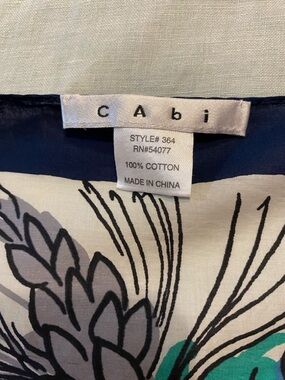 CAbi
STYLE# 364
RN#54077
100% COTTON
MADE IN CHINA